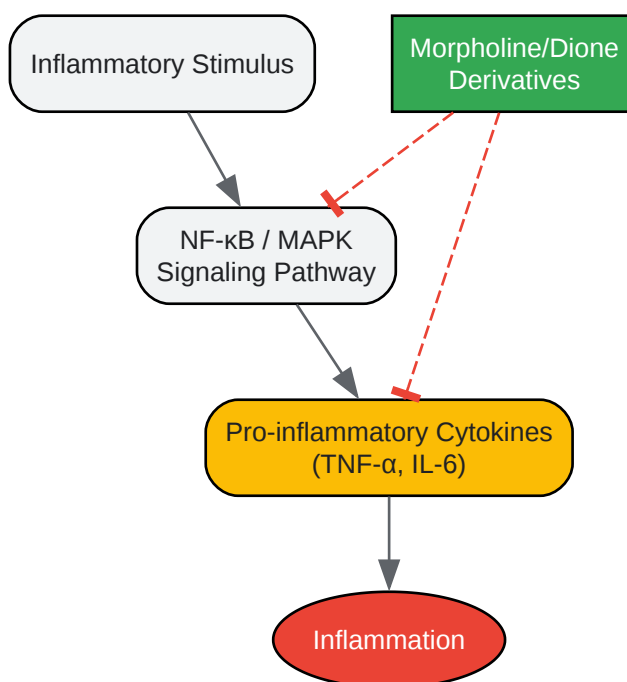 Inflammatory Stimulus
Morpholine/Dione
Derivatives
NF-κB / MAPK
Signaling Pathway
Pro-inflammatory Cytokines
(TNF-α, IL-6)
Inflammation